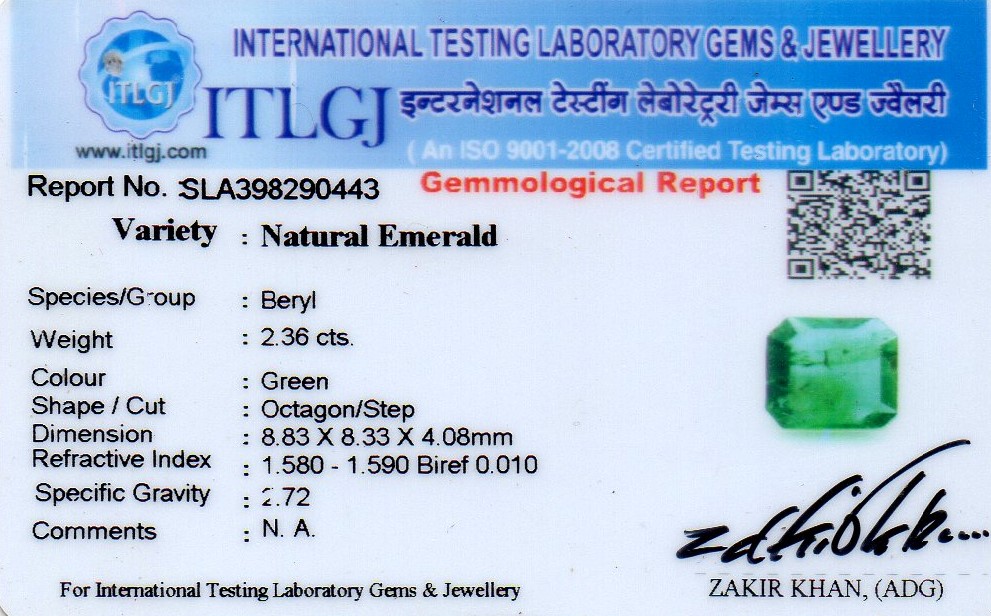 INTERNATIONAL TESTING LABORATORY GEMS & JEWELLERY
ITLGJ
ITLGJ
इन्टरनेशनल टेस्टींग लेबोरेट्ररी जेम्स एण्ड ज्वैलरी
www.itlgj.com
( An ISO 9001-2008 Certified Testing Laboratory)
Report No. :SLA398290443
Gemmological Report
Variety : Natural Emerald
Species/Group : Beryl
Weight : 2.36 cts.
Colour : Green
Shape / Cut : Octagon/Step
Dimension : 8.83 X 8.33 X 4.08mm
Refractive Index : 1.580 - 1.590 Biref 0.010
Specific Gravity : 2.72
Comments : N. A.
For International Testing Laboratory Gems & Jewellery
ZAKIR KHAN, (ADG)